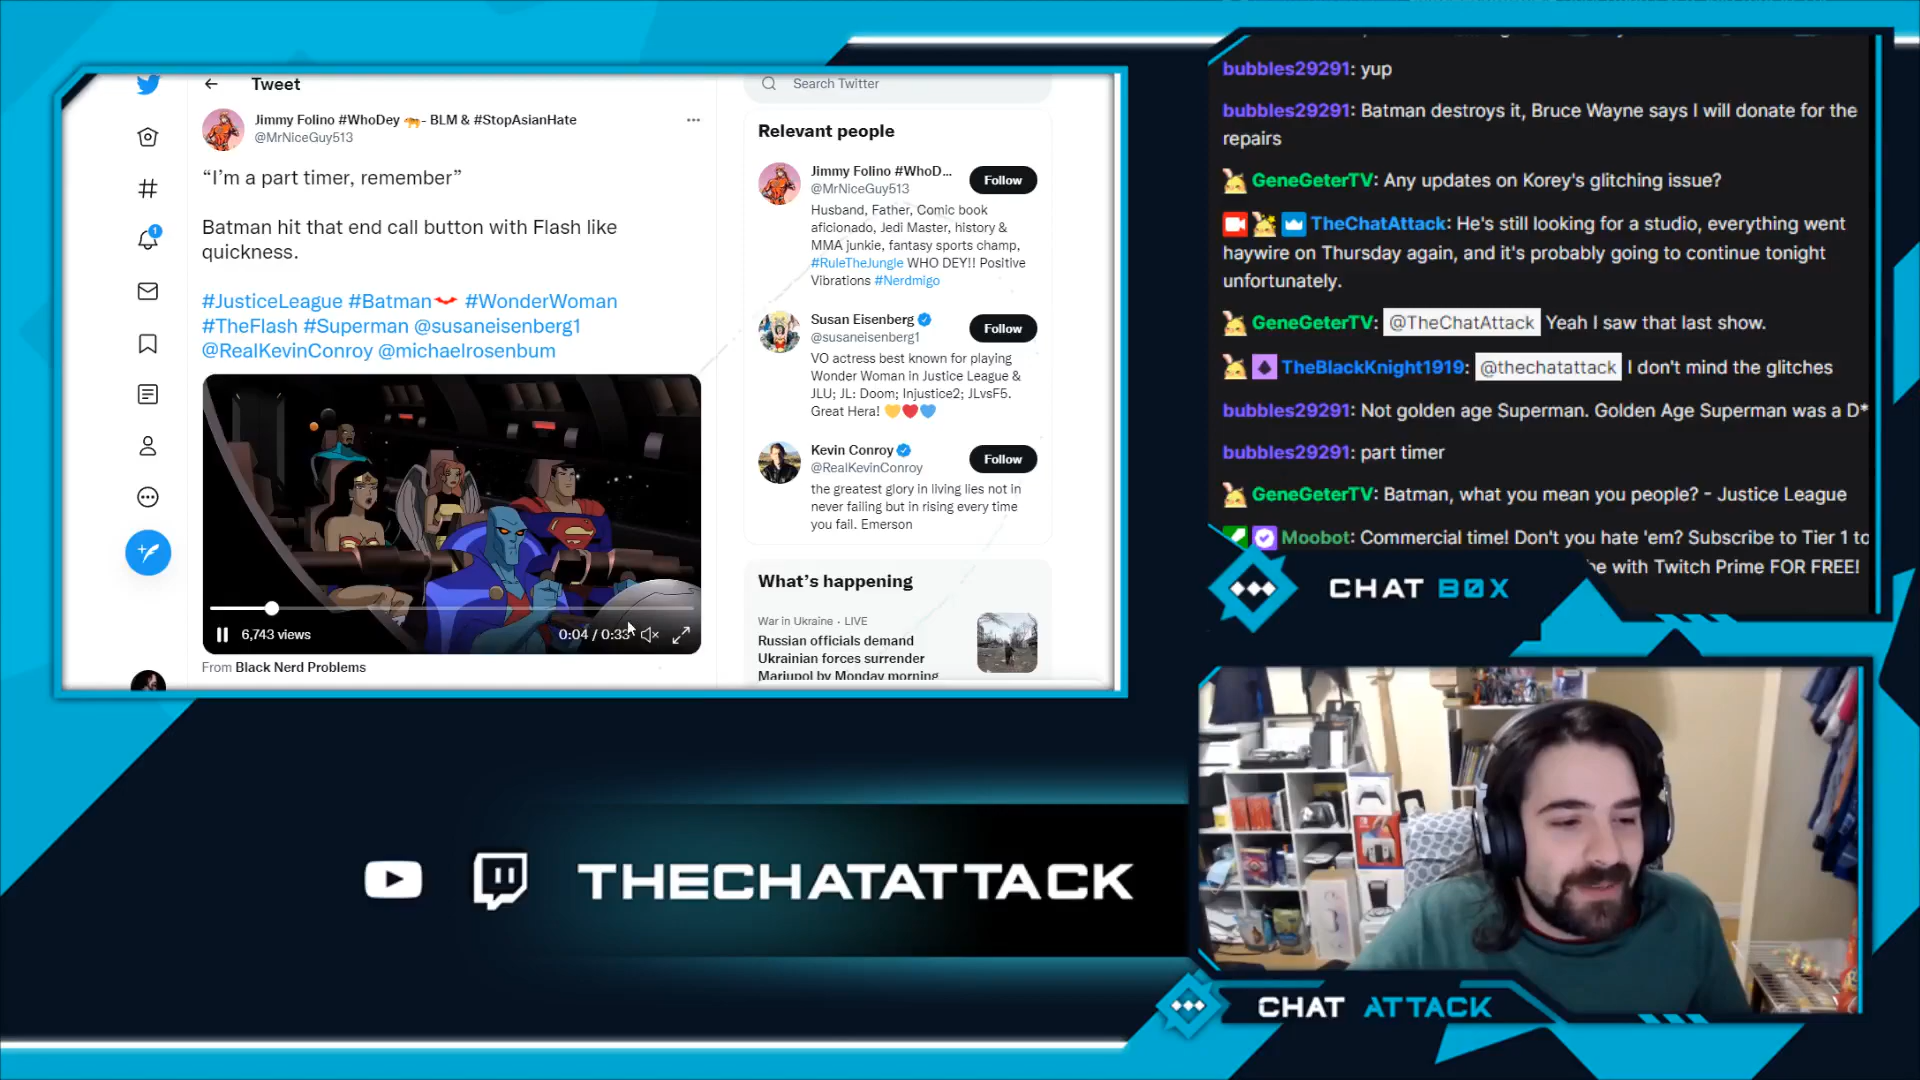 Tweet
Jimmy Folino #WhoDey 🐅- BLM & #StopAsianHate
@MrNiceGuy513
“I’m a part timer, remember”
Batman hit that end call button with Flash like
quickness.
#JusticeLeague #Batman #WonderWoman
#TheFlash #Superman @susaneisenberg1
@RealKevinConroy @michaelrosenbum
6,743 views
0:04 / 0:33
From Black Nerd Problems
1
Search Twitter
Relevant people
Jimmy Folino #WhoD...
@MrNiceGuy513
Follow
Husband, Father, Comic book
aficionado, Jedi Master, history &
MMA junkie, fantasy sports champ,
#RuleTheJungle WHO DEY!! Positive
Vibrations #Nerdmigo
Susan Eisenberg
@susaneisenberg1
Follow
VO actress best known for playing
Wonder Woman in Justice League &
JLU; JL: Doom; Injustice2; JLvsF5.
Great Hera! 💛❤️💙
Kevin Conroy
@RealKevinConroy
Follow
the greatest glory in living lies not in
never failing but in rising every time
you fail. Emerson
What’s happening
War in Ukraine · LIVE
Russian officials demand
Ukrainian forces surrender
Mariupol by Monday morning
bubbles29291: yup
bubbles29291: Batman destroys it, Bruce Wayne says I will donate for the
repairs
GeneGeterTV: Any updates on Korey's glitching issue?
TheChatAttack: He's still looking for a studio, everything went
haywire on Thursday again, and it's probably going to continue tonight
unfortunately.
GeneGeterTV: @TheChatAttack Yeah I saw that last show.
TheBlackKnight1919: @thechatattack I don't mind the glitches
bubbles29291: Not golden age Superman. Golden Age Superman was a D*
bubbles29291: part timer
GeneGeterTV: Batman, what you mean you people? - Justice League
Moobot: Commercial time! Don't you hate 'em? Subscribe to Tier 1 to
be with Twitch Prime FOR FREE!
CHAT BOX
THECHATATTACK
CHAT ATTACK